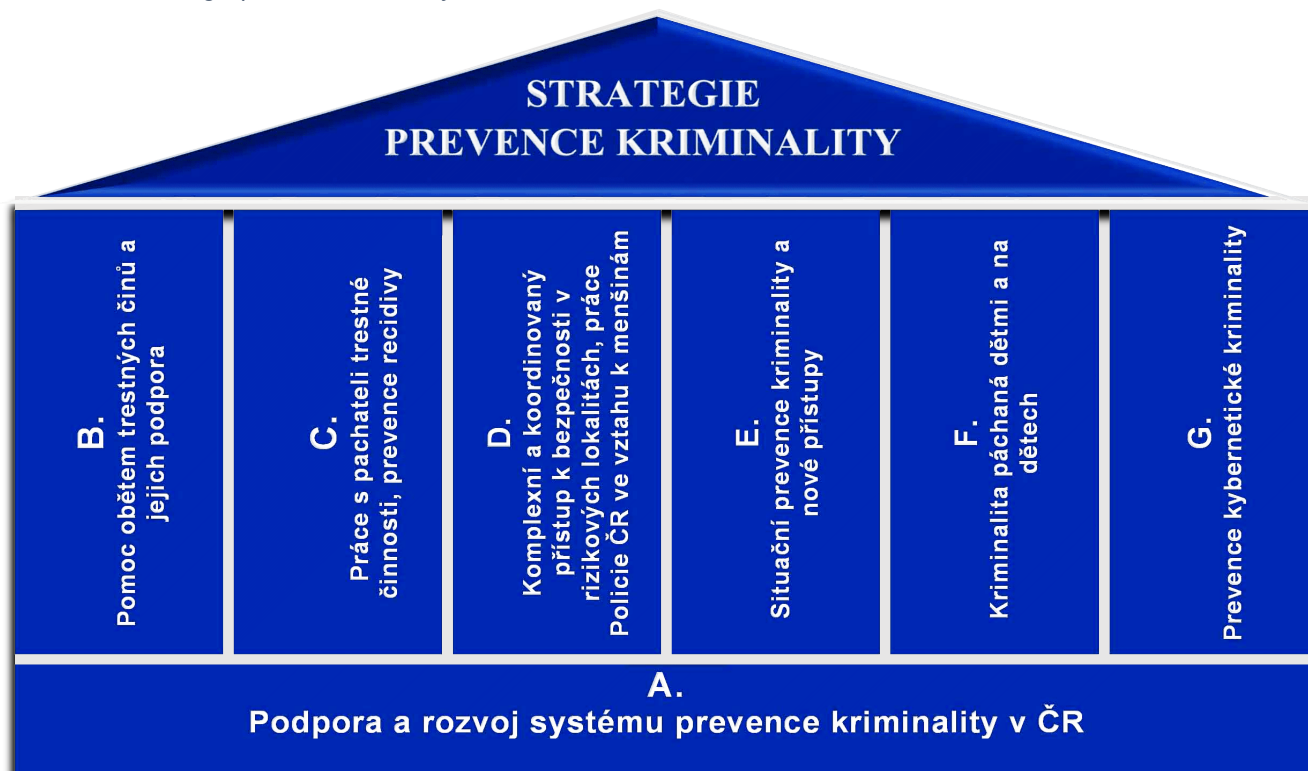 STRATEGIE
PREVENCE KRIMINALITY
B.
Pomoc obětem trestných činů a
jejich podpora
C.
Práce s pachateli trestné
činnosti, prevence recidivy
D.
Komplexní a koordinovaný
přístup k bezpečnosti v
rizikových lokalitách, práce
Policie ČR ve vztahu k menšinám
E.
Situační prevence kriminality a
nové přístupy
F.
Kriminalita páchaná dětmi a na
dětech
G.
Prevence kybernetické kriminality
A.
Podpora a rozvoj systému prevence kriminality v ČR